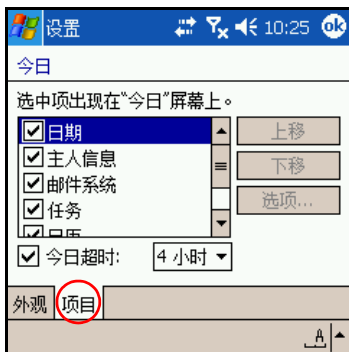 设置 10:25 ok
今日
选中项出现在“今日”屏幕上。
日期 上移
主人信息 下移
邮件系统 选项...
任务
日历
今日超时: 4 小时
外观 项目
A